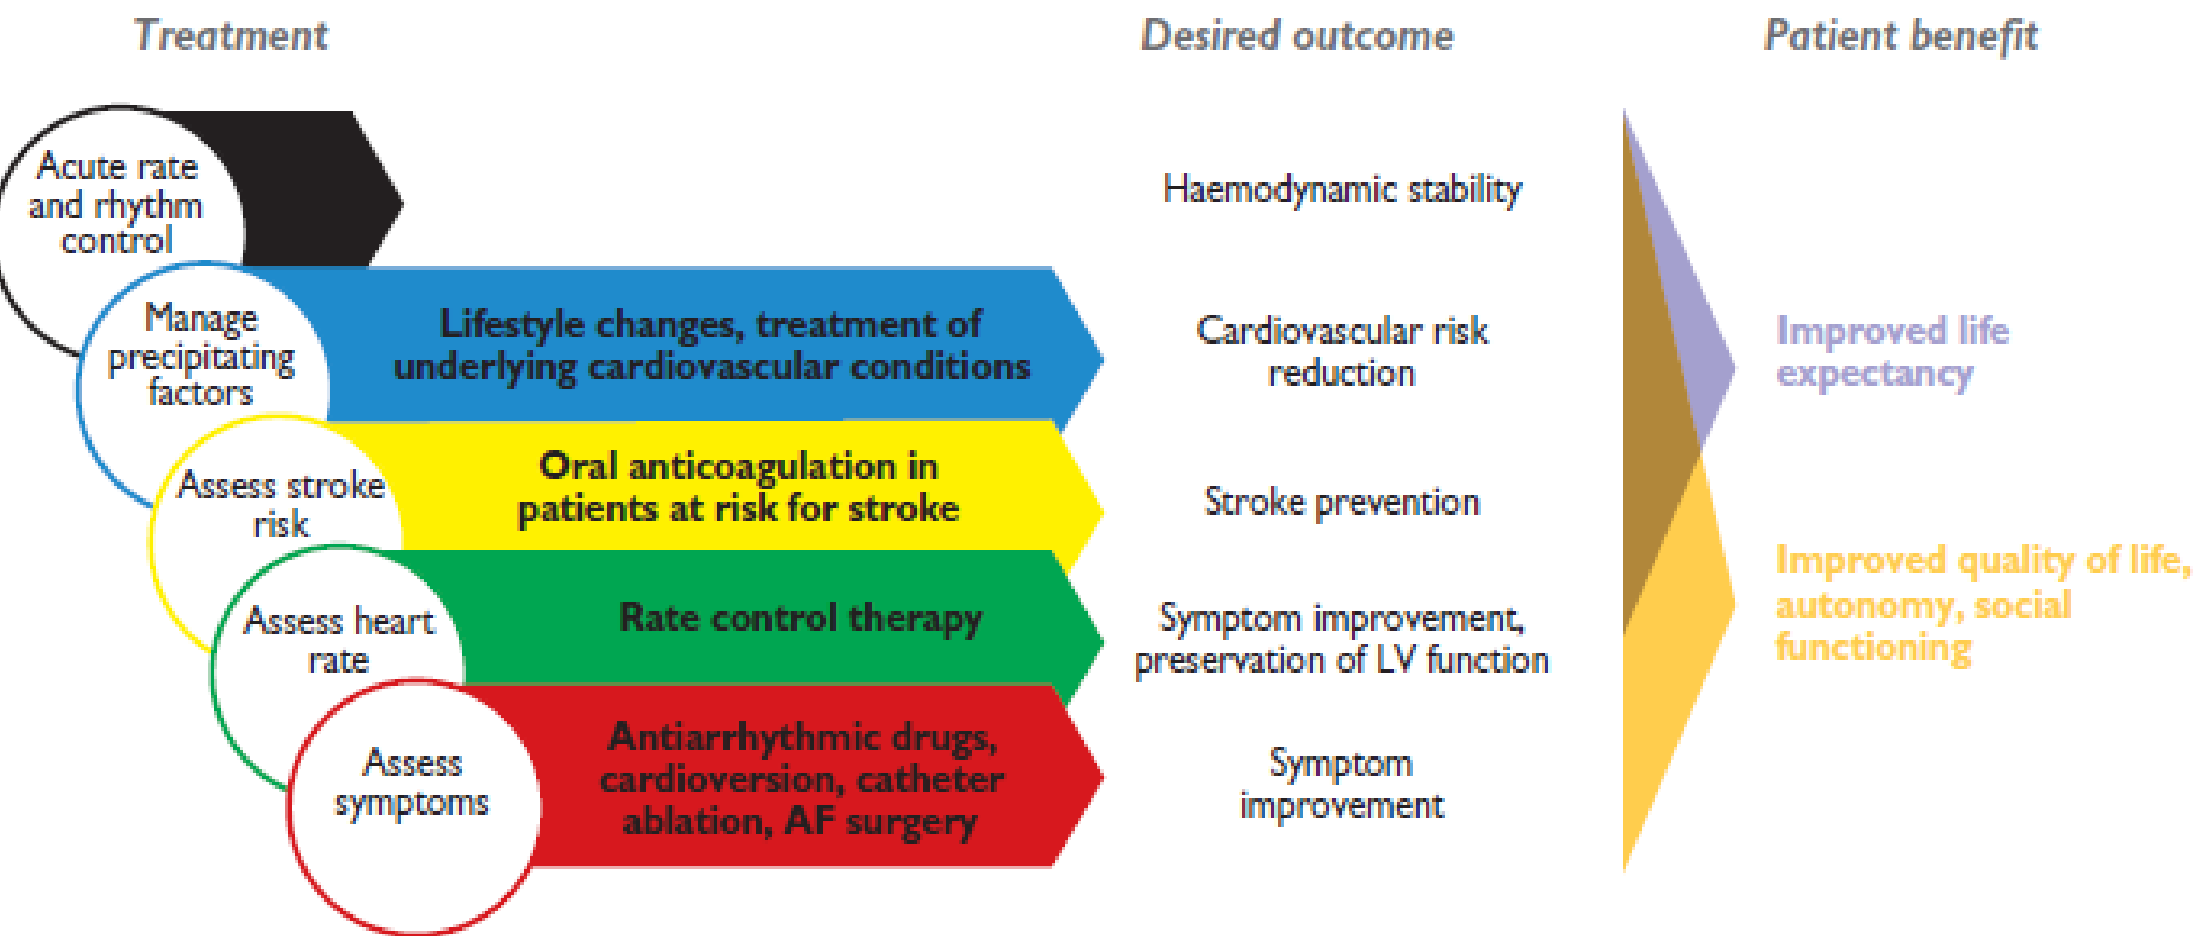 Treatment
Desired outcome
Patient benefit
Acute rate
and rhythm
control
Haemodynamic stability
Manage
precipitating
factors
Lifestyle changes, treatment of
underlying cardiovascular conditions
Cardiovascular risk
reduction
Improved life
expectancy
Assess stroke
risk
Oral anticoagulation in
patients at risk for stroke
Stroke prevention
Improved quality of life,
autonomy, social
functioning
Assess heart
rate
Rate control therapy
Symptom improvement,
preservation of LV function
Assess
symptoms
Antiarrhythmic drugs,
cardioversion, catheter
ablation, AF surgery
Symptom
improvement